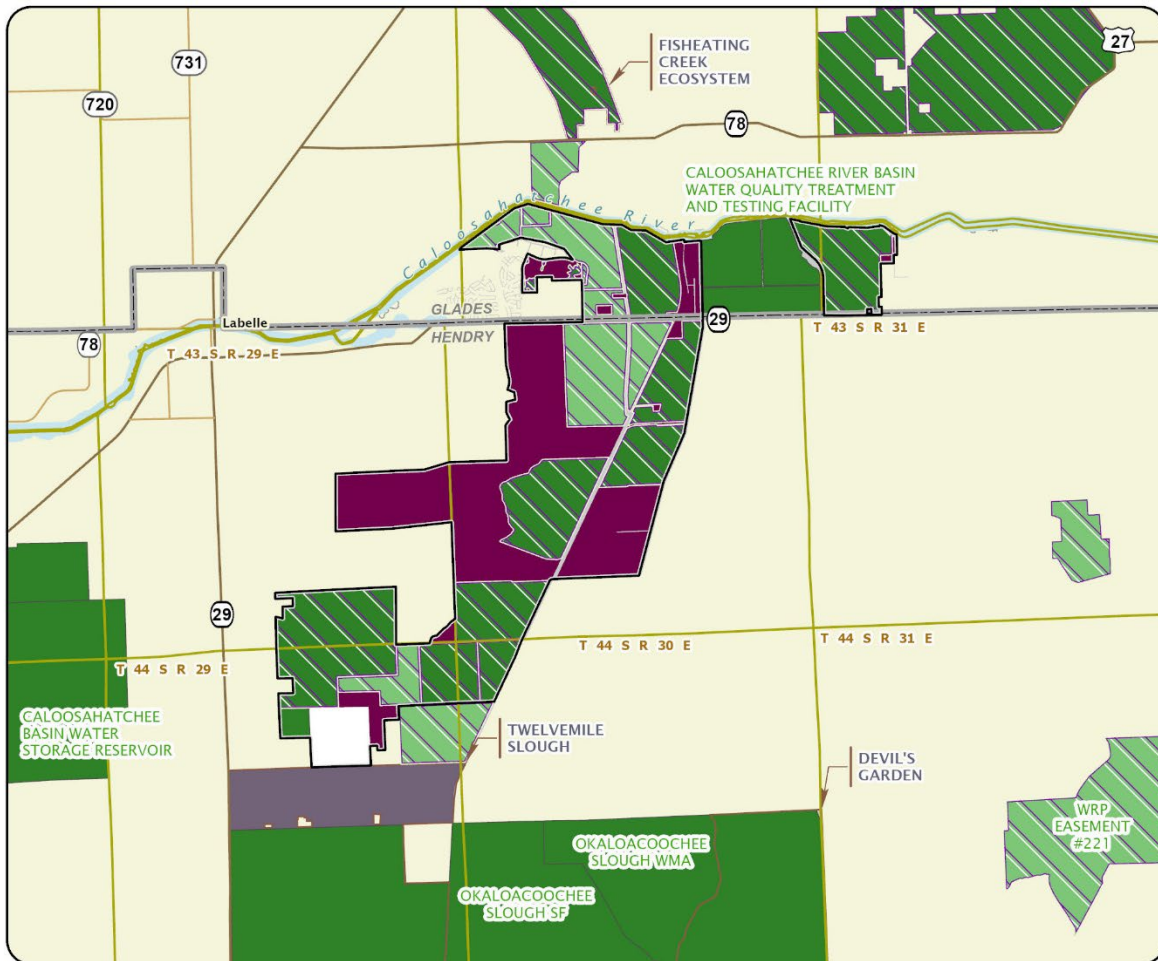 FISHEATING
CREEK
ECOSYSTEM
27
731
720
78
CALOOSAHATCHEE RIVER BASIN
WATER QUALITY TREATMENT
AND TESTING FACILITY
Caloosahatchee River
GLADES
HENDRY
Labelle
29
78
T 43 S R 29 E
T 43 S R 31 E
29
T 44 S R 29 E
T 44 S R 30 E
T 44 S R 31 E
CALOOSAHATCHEE
BASIN WATER
STORAGE RESERVOIR
TWELVEMILE
SLOUGH
DEVIL'S
GARDEN
WRP
EASEMENT
#221
OKALOACOOCHEE
SLOUGH WMA
OKALOACOOCHEE
SLOUGH SF